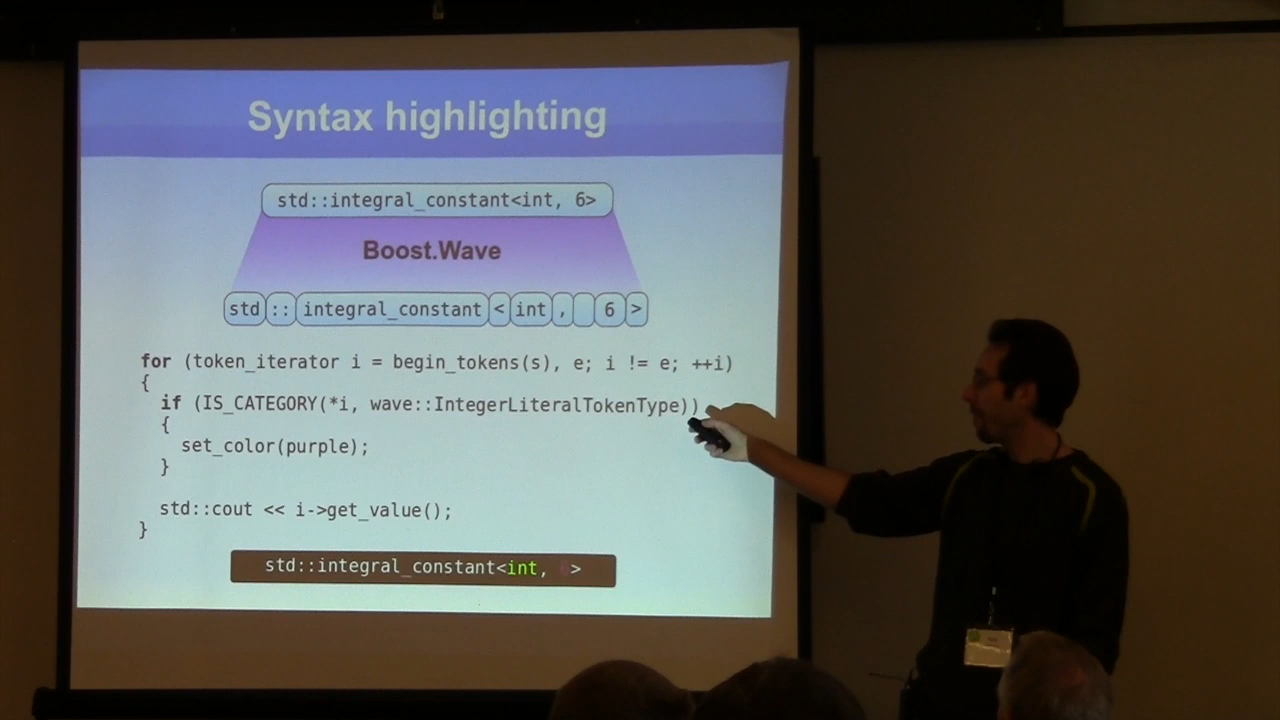 Syntax highlighting
std::integral_constant<int, 6>
Boost.Wave
std :: integral_constant < int , 6 >
for (token_iterator i = begin_tokens(s), e; i != e; ++i)
{
if (IS_CATEGORY(*i, wave::IntegerLiteralTokenType))
{
set_color(purple);
}
std::cout << i->get_value();
}
std::integral_constant<int, 6>